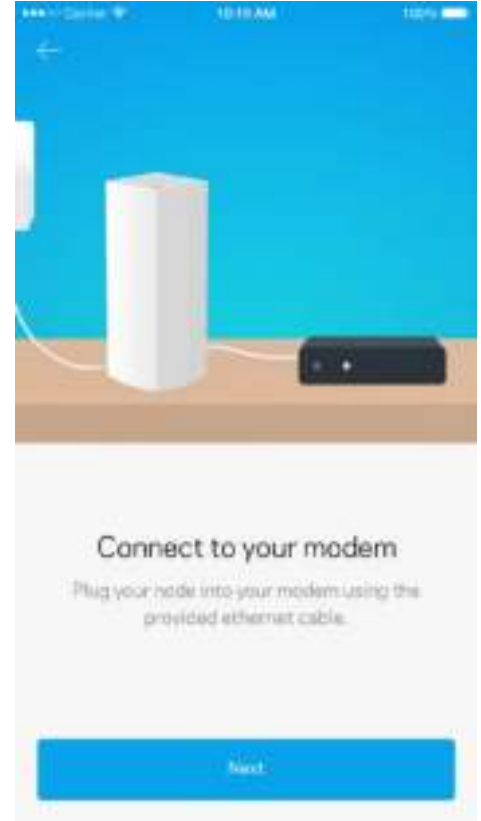 Carrier 10:10 AM 100%
Connect to your modem
Plug your node into your modem using the
provided ethernet cable.
Next